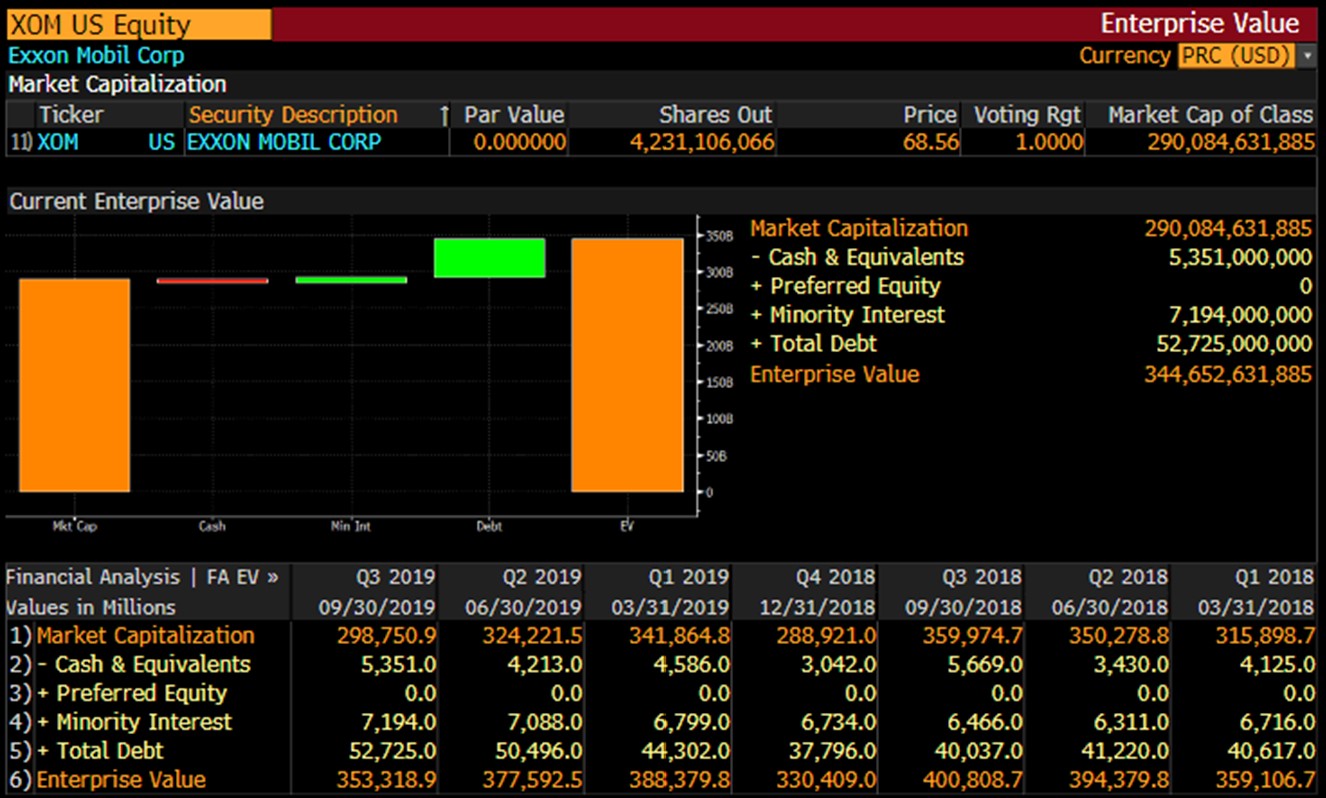 XOM US Equity Enterprise Value
Exxon Mobil Corp Currency PRC (USD)
Market Capitalization
Ticker Security Description ↑ Par Value Shares Out Price Voting Rgt Market Cap of Class
11) XOM US EXXON MOBIL CORP 0.000000 4,231,106,066 68.56 1.0000 290,084,631,885
Current Enterprise Value
350B
300B
250B
200B
150B
100B
50B
0
Mkt Cap Cash Min Int Debt EV
Market Capitalization 290,084,631,885
- Cash & Equivalents 5,351,000,000
+ Preferred Equity 0
+ Minority Interest 7,194,000,000
+ Total Debt 52,725,000,000
Enterprise Value 344,652,631,885
Financial Analysis | FA EV » Q3 2019 Q2 2019 Q1 2019 Q4 2018 Q3 2018 Q2 2018 Q1 2018
Values in Millions 09/30/2019 06/30/2019 03/31/2019 12/31/2018 09/30/2018 06/30/2018 03/31/2018
1) Market Capitalization 298,750.9 324,221.5 341,864.8 288,921.0 359,974.7 350,278.8 315,898.7
2) - Cash & Equivalents 5,351.0 4,213.0 4,586.0 3,042.0 5,669.0 3,430.0 4,125.0
3) + Preferred Equity 0.0 0.0 0.0 0.0 0.0 0.0 0.0
4) + Minority Interest 7,194.0 7,088.0 6,799.0 6,734.0 6,466.0 6,311.0 6,716.0
5) + Total Debt 52,725.0 50,496.0 44,302.0 37,796.0 40,037.0 41,220.0 40,617.0
6) Enterprise Value 353,318.9 377,592.5 388,379.8 330,409.0 400,808.7 394,379.8 359,106.7